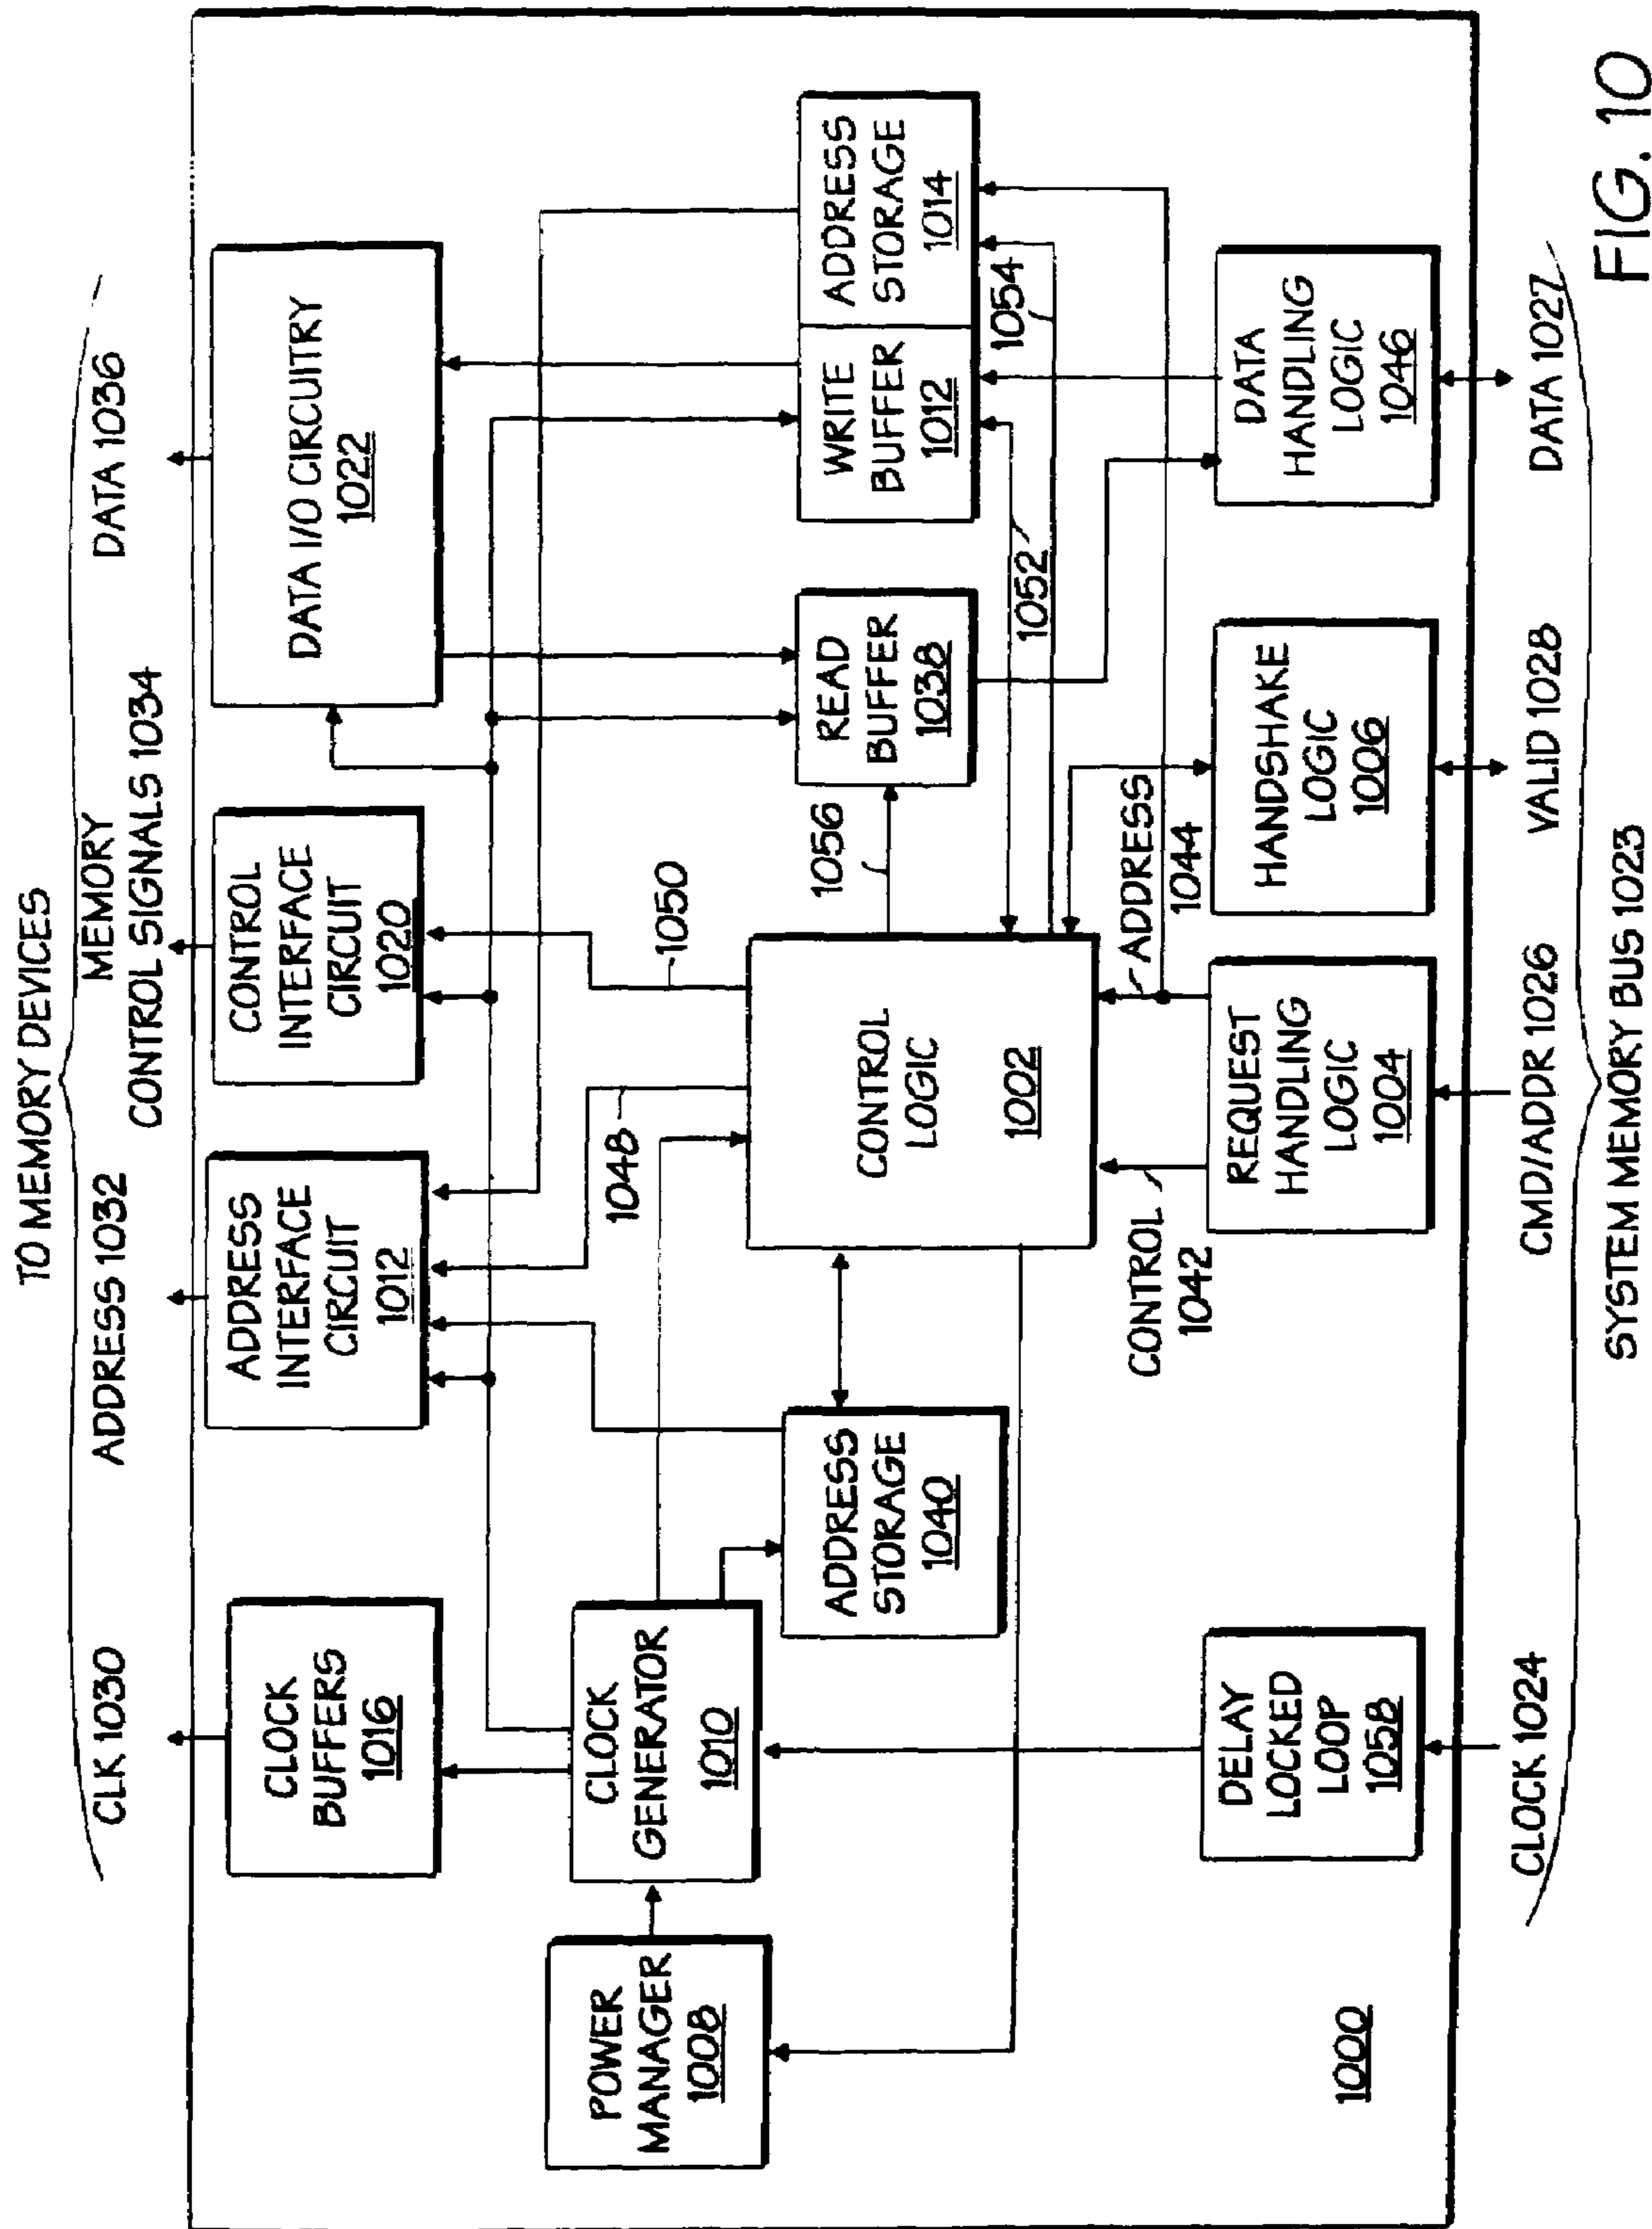 TO MEMORY DEVICES
CLK 1030
ADDRESS 1032
MEMORY
CONTROL SIGNALS 1034
DATA 1036
CLOCK
BUFFERS
1016
ADDRESS
INTERFACE
CIRCUIT
1012
CONTROL
INTERFACE
CIRCUIT
1020
DATA I/O CIRCUITRY
1022
POWER
MANAGER
1008
CLOCK
GENERATOR
1010
1048
1050
ADDRESS
STORAGE
1040
CONTROL
LOGIC
1002
1056
READ
BUFFER
1038
WRITE
BUFFER
1012
ADDRESS
STORAGE
1014
1052
1054
CONTROL
1042
ADDRESS
1044
DELAY
LOCKED
LOOP
1058
REQUEST
HANDLING
LOGIC
1004
HANDSHAKE
LOGIC
1006
DATA
HANDLING
LOGIC
1046
1000
CLOCK 1024
CMD/ADDR 1026
VALID 1028
DATA 1027
SYSTEM MEMORY BUS 1023
FIG. 10